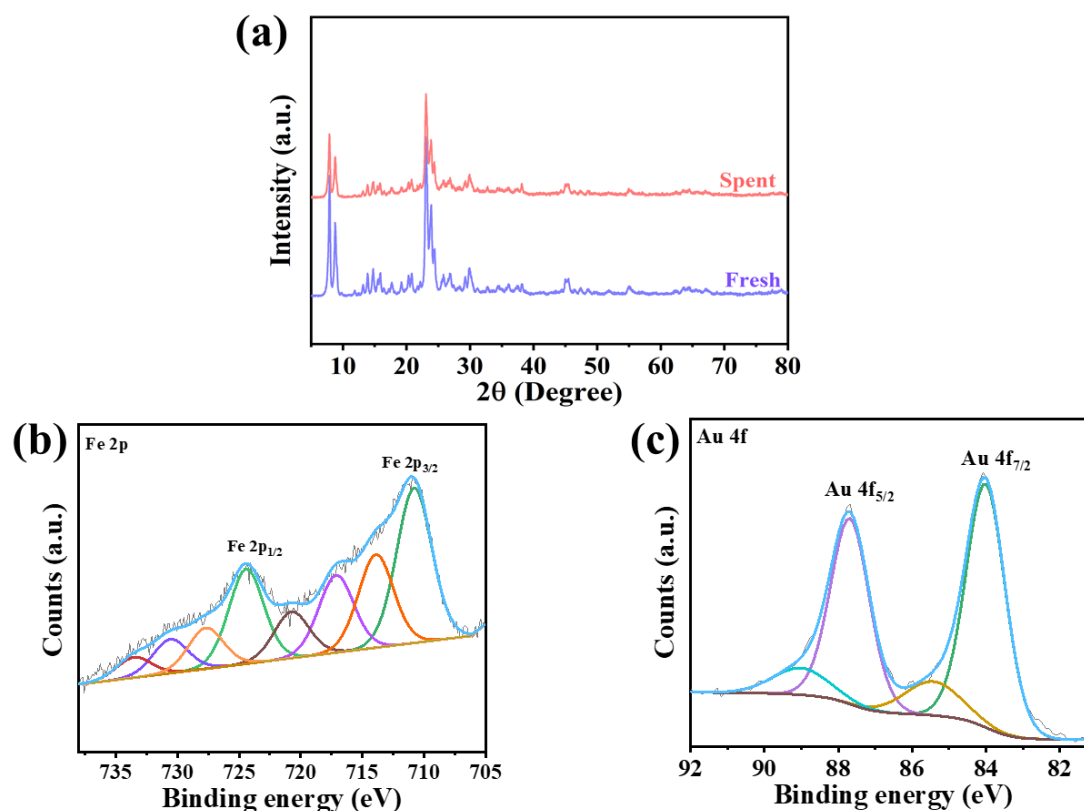 (a)
Intensity (a.u.)
Spent
Fresh
10 20 30 40 50 60 70 80
2θ (Degree)
(b)
Fe 2p
Fe 2p3/2
Fe 2p1/2
Counts (a.u.)
735 730 725 720 715 710 705
Binding energy (eV)
(c)
Au 4f
Au 4f7/2
Au 4f5/2
Counts (a.u.)
92 90 88 86 84 82
Binding energy (eV)